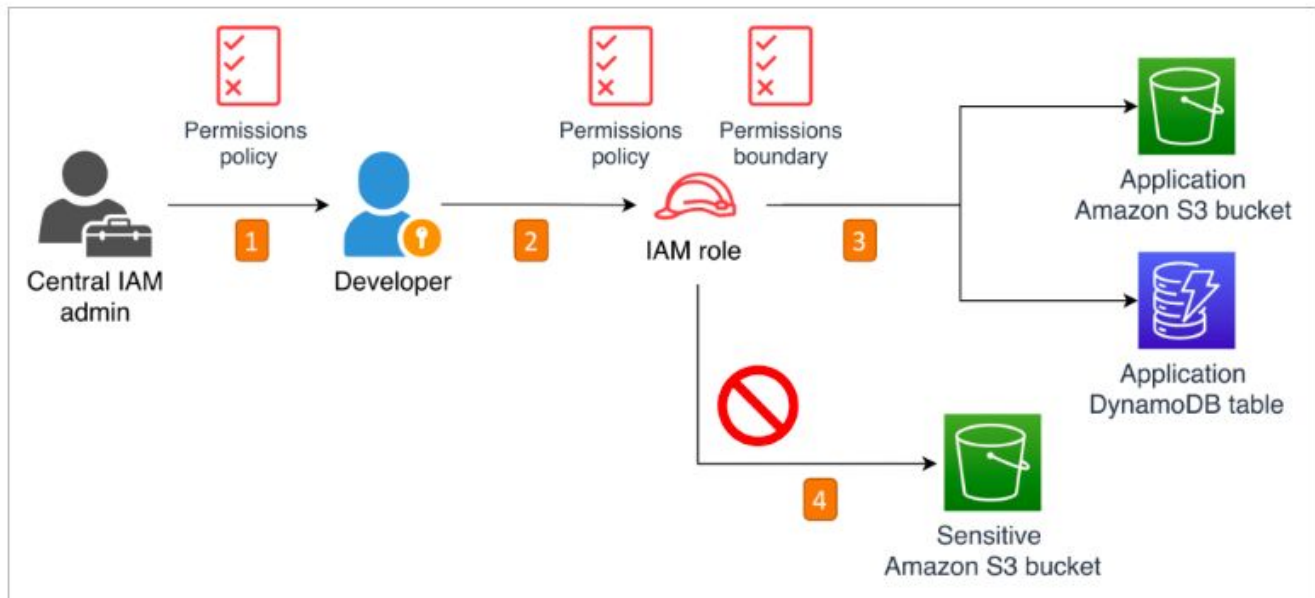 Permissions
policy
Permissions
policy
Permissions
boundary
1
2
3
Central IAM
admin
Developer
IAM role
Application
Amazon S3 bucket
Application
DynamoDB table
4
Sensitive
Amazon S3 bucket